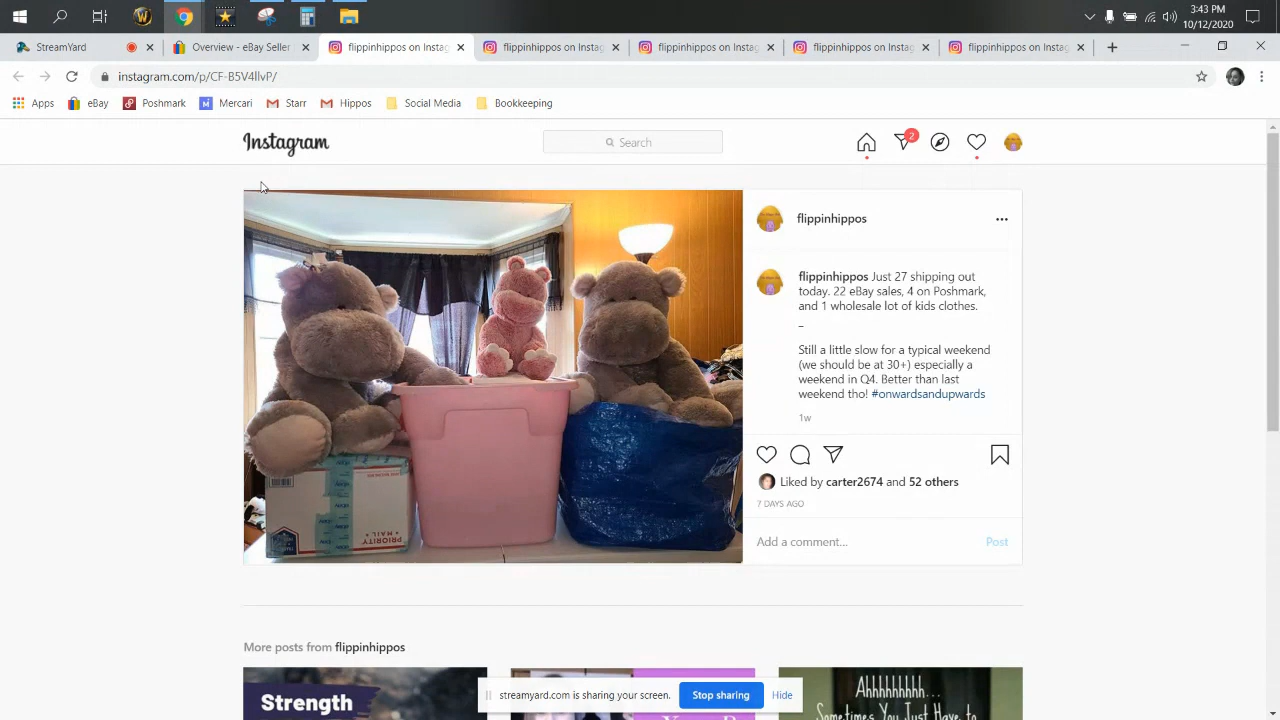 3:43 PM
10/12/2020
StreamYard
Overview - eBay Seller
flippinhippos on Instag
flippinhippos on Instag
flippinhippos on Instag
flippinhippos on Instag
flippinhippos on Instag
instagram.com/p/CF-B5V4llvP/
Apps
eBay
Poshmark
Mercari
Starr
Hippos
Social Media
Bookkeeping
Instagram
Search
2
flippinhippos
flippinhippos Just 27 shipping out
today. 22 eBay sales, 4 on Poshmark,
and 1 wholesale lot of kids clothes.
–
Still a little slow for a typical weekend
(we should be at 30+) especially a
weekend in Q4. Better than last
weekend tho! #onwardsandupwards
1w
Liked by carter2674 and 52 others
7 DAYS AGO
Add a comment...
Post
PRIORITY
MAIL
More posts from flippinhippos
Strength
Ahhhhhhhh...
Sometimes You Just Have to
streamyard.com is sharing your screen.
Stop sharing
Hide